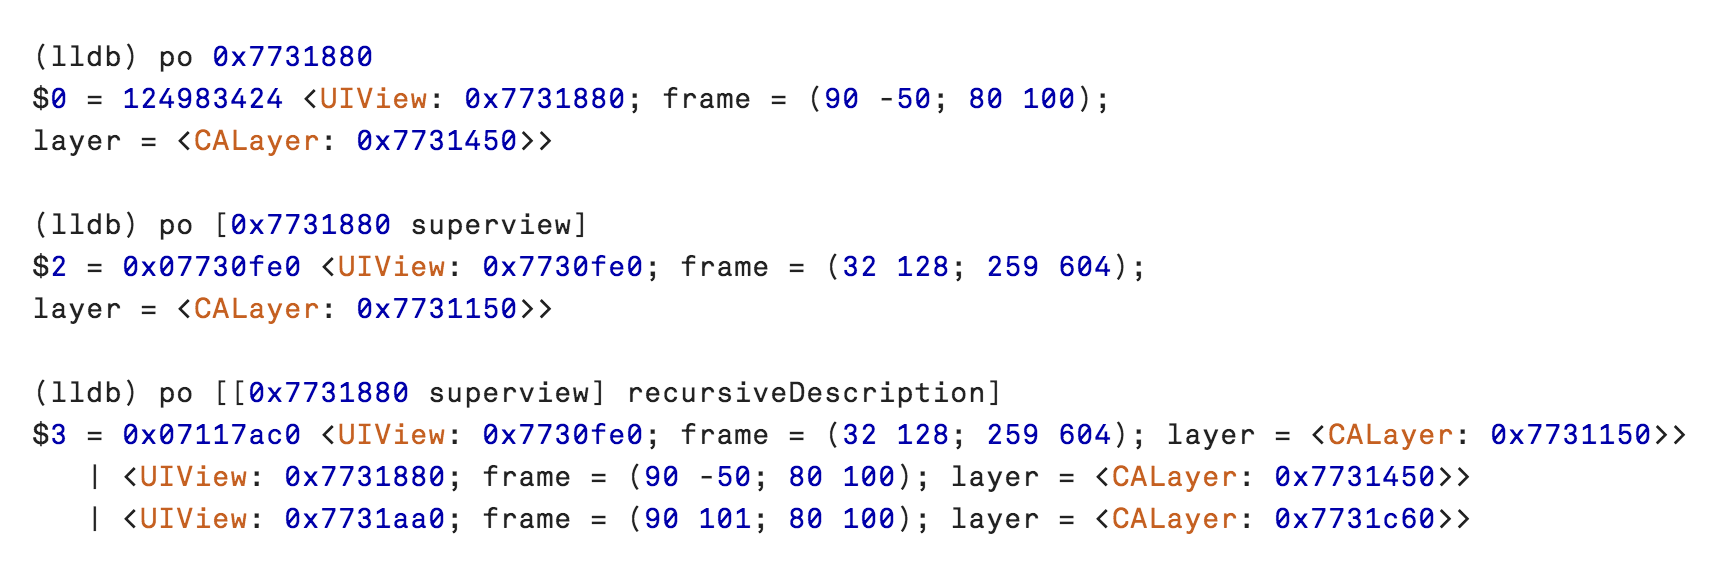 (lldb) po 0x7731880
$0 = 124983424 <UIView: 0x7731880; frame = (90 -50; 80 100);
layer = <CALayer: 0x7731450>>
(lldb) po [0x7731880 superview]
$2 = 0x07730fe0 <UIView: 0x7730fe0; frame = (32 128; 259 604);
layer = <CALayer: 0x7731150>>
(lldb) po [[0x7731880 superview] recursiveDescription]
$3 = 0x07117ac0 <UIView: 0x7730fe0; frame = (32 128; 259 604); layer = <CALayer: 0x7731150>>
   | <UIView: 0x7731880; frame = (90 -50; 80 100); layer = <CALayer: 0x7731450>>
   | <UIView: 0x7731aa0; frame = (90 101; 80 100); layer = <CALayer: 0x7731c60>>